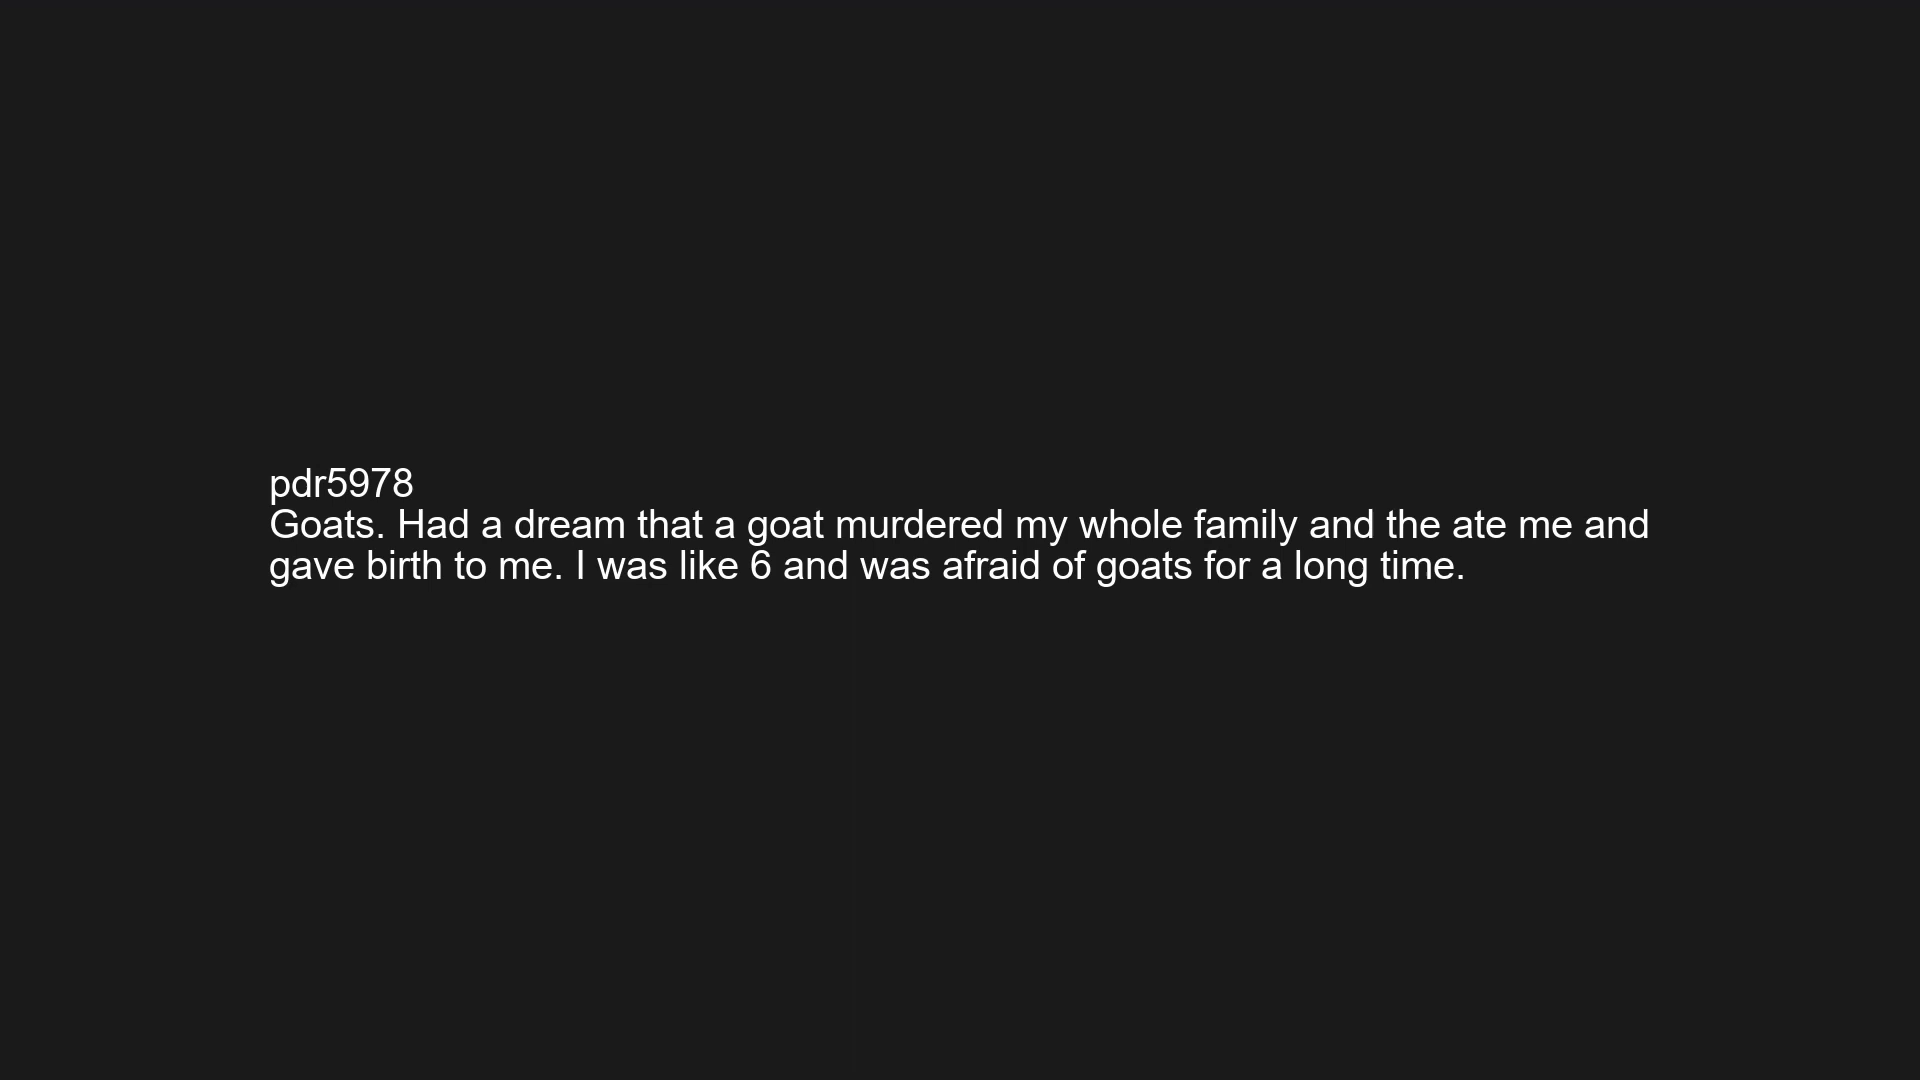 pdr5978
Goats. Had a dream that a goat murdered my whole family and the ate me and
gave birth to me. I was like 6 and was afraid of goats for a long time.